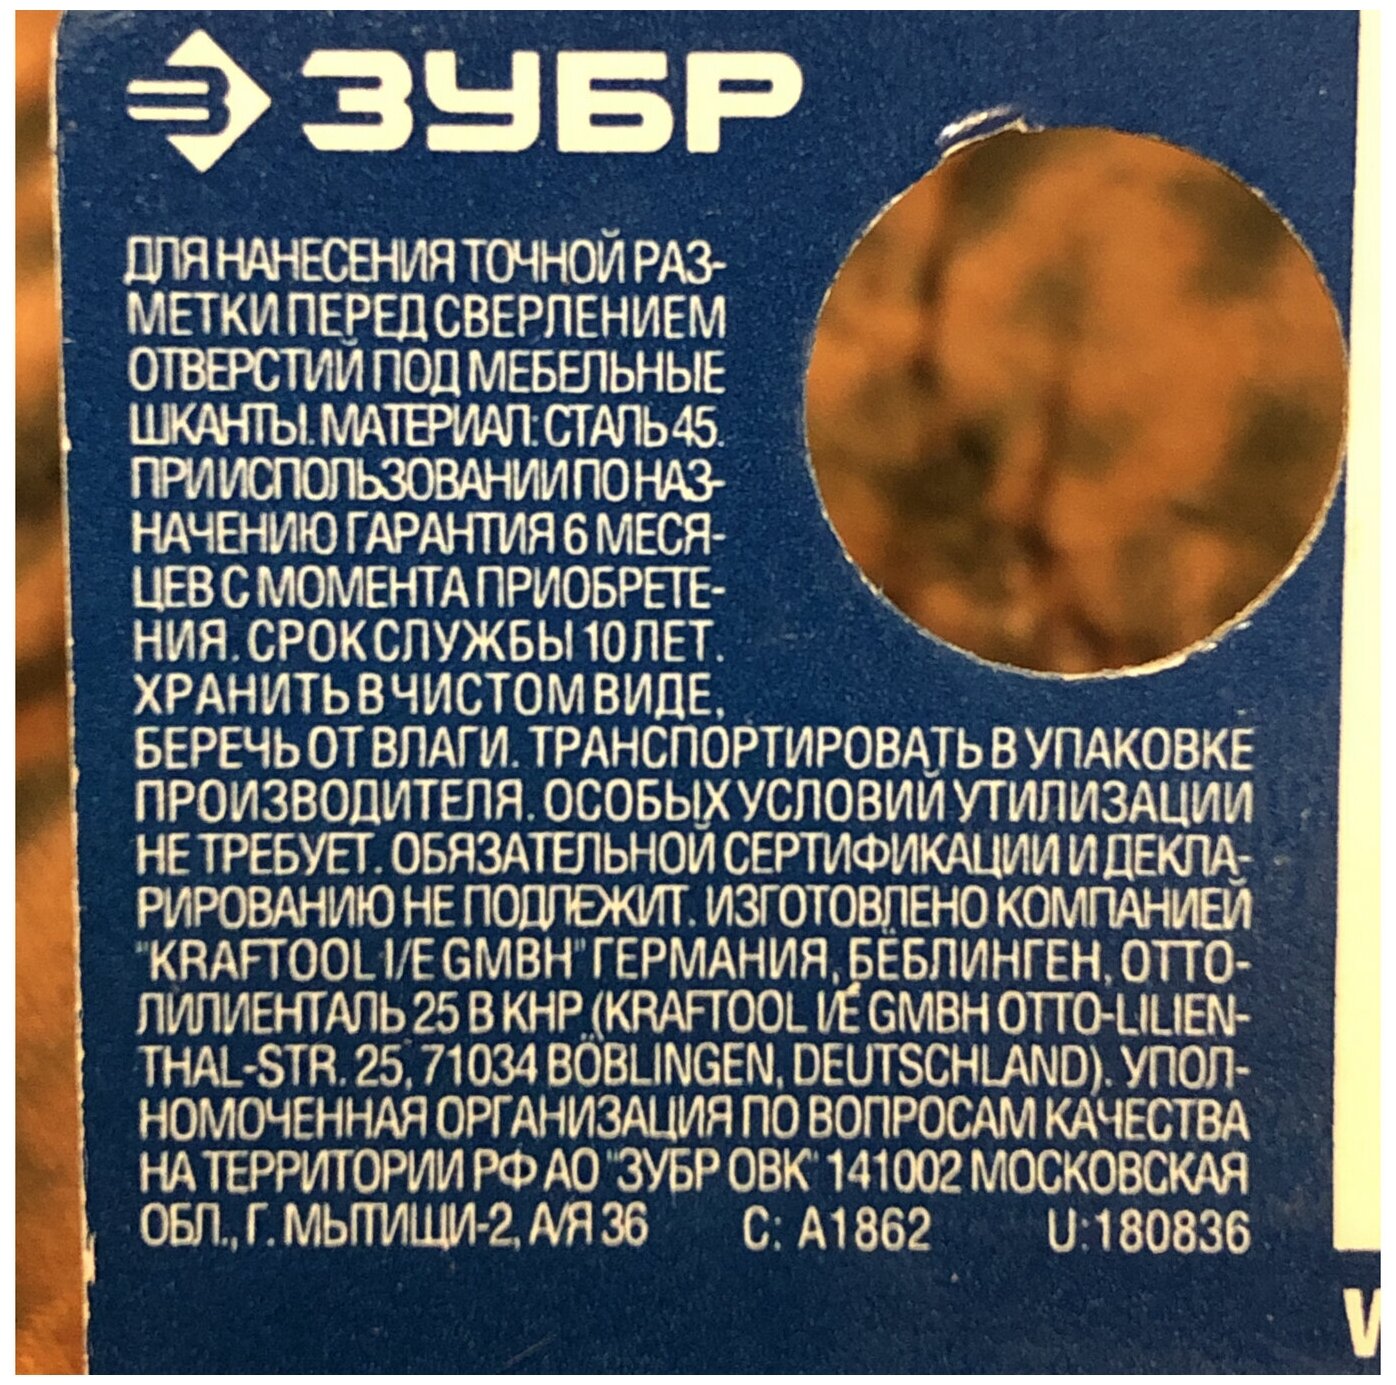 ЗУБР
ДЛЯ НАНЕСЕНИЯ ТОЧНОЙ РАЗ-
МЕТКИ ПЕРЕД СВЕРЛЕНИЕМ
ОТВЕРСТИЙ ПОД МЕБЕЛЬНЫЕ
ШКАНТЫ. МАТЕРИАЛ: СТАЛЬ 45.
ПРИ ИСПОЛЬЗОВАНИИ ПО НАЗ-
НАЧЕНИЮ ГАРАНТИЯ 6 МЕСЯ-
ЦЕВ С МОМЕНТА ПРИОБРЕТЕ-
НИЯ. СРОК СЛУЖБЫ 10 ЛЕТ.
ХРАНИТЬ В ЧИСТОМ ВИДЕ,
БЕРЕЧЬ ОТ ВЛАГИ. ТРАНСПОРТИРОВАТЬ В УПАКОВКЕ
ПРОИЗВОДИТЕЛЯ. ОСОБЫХ УСЛОВИЙ УТИЛИЗАЦИИ
НЕ ТРЕБУЕТ. ОБЯЗАТЕЛЬНОЙ СЕРТИФИКАЦИИ И ДЕКЛА-
РИРОВАНИЮ НЕ ПОДЛЕЖИТ. ИЗГОТОВЛЕНО КОМПАНИЕЙ
"KRAFTOOL I/E GMBH" ГЕРМАНИЯ, БЁБЛИНГЕН, ОТТО-
ЛИЛИЕНТАЛЬ 25 В КНР (KRAFTOOL I/E GMBH OTTO-LILIEN-
THAL-STR. 25, 71034 BÖBLINGEN, DEUTSCHLAND). УПОЛ-
НОМОЧЕННАЯ ОРГАНИЗАЦИЯ ПО ВОПРОСАМ КАЧЕСТВА
НА ТЕРРИТОРИИ РФ АО "ЗУБР ОВК" 141002 МОСКОВСКАЯ
ОБЛ., Г. МЫТИЩИ-2, А/Я 36 C: A1862 U:180836